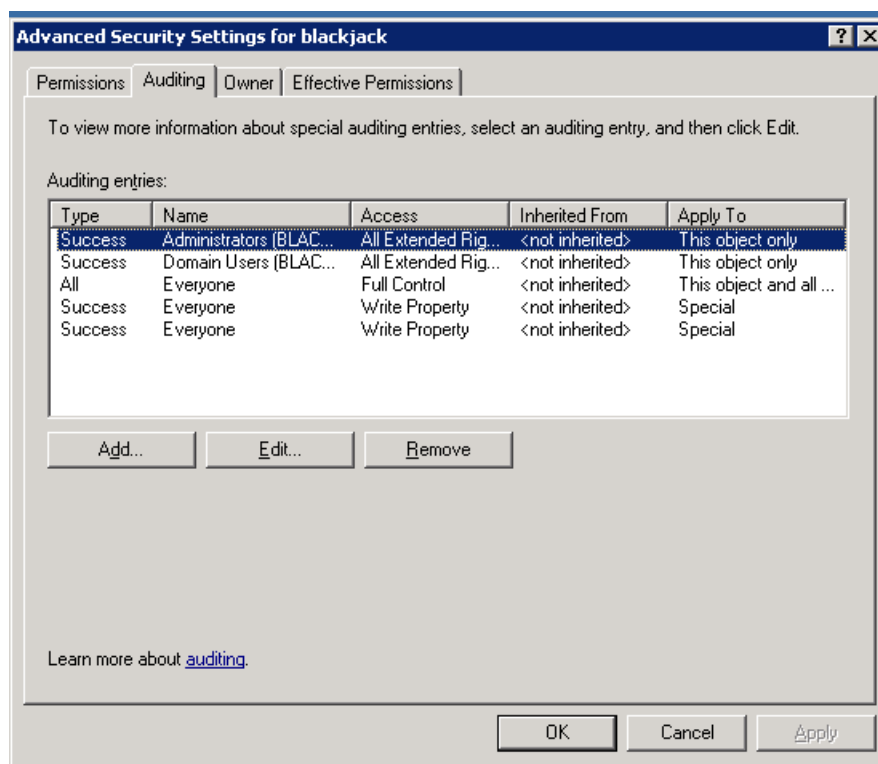 Advanced Security Settings for blackjack ? X
Permissions Auditing Owner Effective Permissions
To view more information about special auditing entries, select an auditing entry, and then click Edit.
Auditing entries:
Type Name Access Inherited From Apply To
Success Administrators (BLAC... All Extended Rig... <not inherited> This object only
Success Domain Users (BLAC... All Extended Rig... <not inherited> This object only
All Everyone Full Control <not inherited> This object and all ...
Success Everyone Write Property <not inherited> Special
Success Everyone Write Property <not inherited> Special
Add... Edit... Remove
Learn more about auditing.
OK Cancel Apply